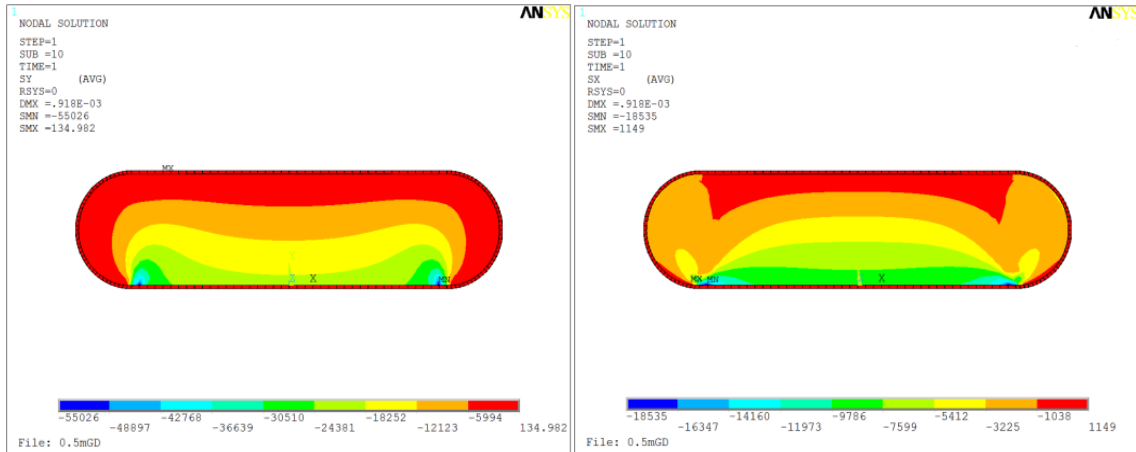 1
ANSYS
NODAL SOLUTION
STEP=1
SUB =10
TIME=1
SY (AVG)
RSYS=0
DMX =.918E-03
SMN =-55026
SMX =134.982
MX
X
MN
-55026 -42768 -30510 -18252 -5994
-48897 -36639 -24381 -12123 134.982
File: 0.5mGD
1
ANSYS
NODAL SOLUTION
STEP=1
SUB =10
TIME=1
SX (AVG)
RSYS=0
DMX =.918E-03
SMN =-18535
SMX =1149
MX MN
X
-18535 -14160 -9786 -5412 -1038
-16347 -11973 -7599 -3225 1149
File: 0.5mGD